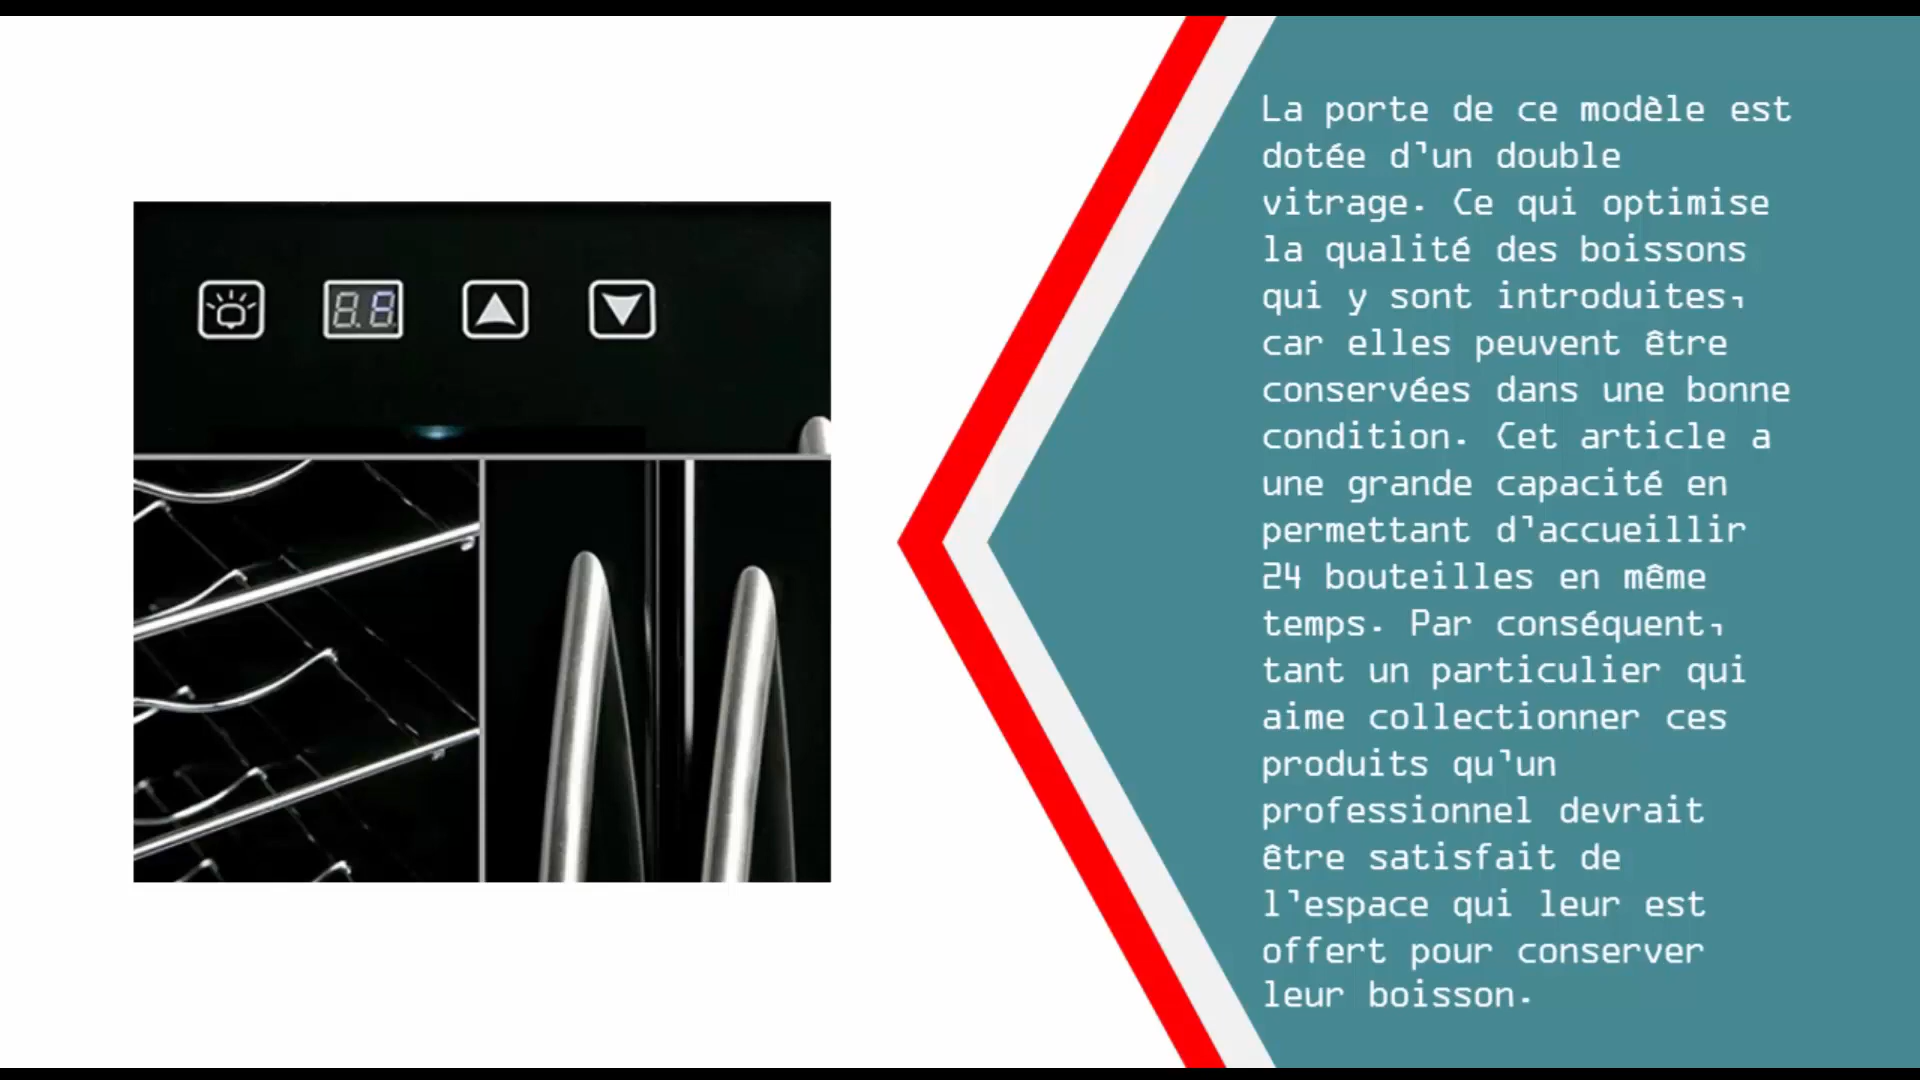 La porte de ce modèle est
dotée d'un double
vitrage. Ce qui optimise
la qualité des boissons
qui y sont introduites,
car elles peuvent être
conservées dans une bonne
condition. Cet article a
une grande capacité en
permettant d'accueillir
24 bouteilles en même
temps. Par conséquent,
tant un particulier qui
aime collectionner ces
produits qu'un
professionnel devrait
être satisfait de
l'espace qui leur est
offert pour conserver
leur boisson.